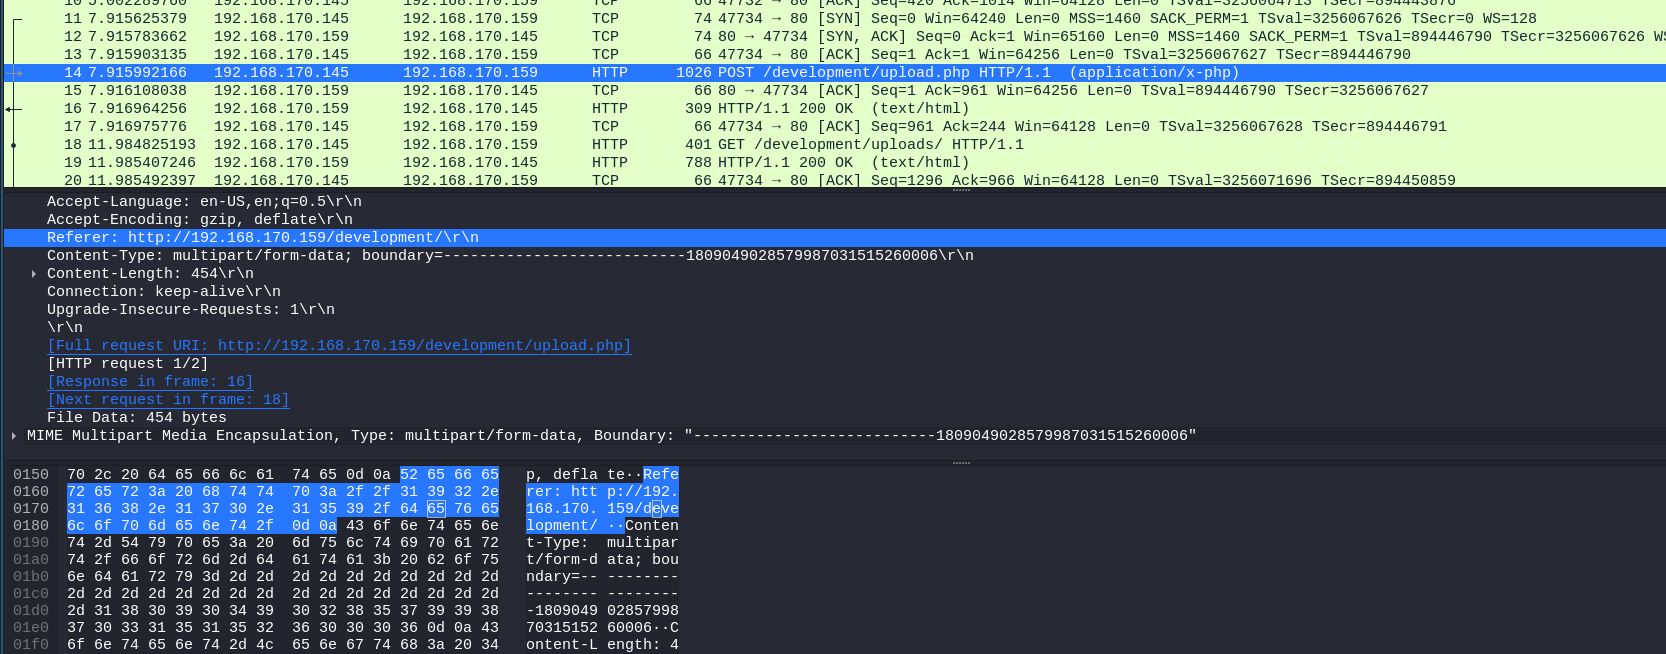 10 5.002289760 192.168.170.145 192.168.170.159 TCP 66 47732 → 80 [ACK] Seq=420 Ack=1014 Win=64128 Len=0 TSval=3256064713 TSecr=894443876
11 7.915625379 192.168.170.145 192.168.170.159 TCP 74 47734 → 80 [SYN] Seq=0 Win=64240 Len=0 MSS=1460 SACK_PERM=1 TSval=3256067626 TSecr=0 WS=128
12 7.915783662 192.168.170.159 192.168.170.145 TCP 74 80 → 47734 [SYN, ACK] Seq=0 Ack=1 Win=65160 Len=0 MSS=1460 SACK_PERM=1 TSval=894446790 TSecr=3256067626 WS
13 7.915903135 192.168.170.145 192.168.170.159 TCP 66 47734 → 80 [ACK] Seq=1 Ack=1 Win=64256 Len=0 TSval=3256067627 TSecr=894446790
14 7.915992166 192.168.170.145 192.168.170.159 HTTP 1026 POST /development/upload.php HTTP/1.1  (application/x-php)
15 7.916108038 192.168.170.159 192.168.170.145 TCP 66 80 → 47734 [ACK] Seq=1 Ack=961 Win=64256 Len=0 TSval=894446790 TSecr=3256067627
16 7.916964256 192.168.170.159 192.168.170.145 HTTP 309 HTTP/1.1 200 OK  (text/html)
17 7.916975776 192.168.170.145 192.168.170.159 TCP 66 47734 → 80 [ACK] Seq=961 Ack=244 Win=64128 Len=0 TSval=3256067628 TSecr=894446791
18 11.984825193 192.168.170.145 192.168.170.159 HTTP 401 GET /development/uploads/ HTTP/1.1
19 11.985407246 192.168.170.159 192.168.170.145 HTTP 788 HTTP/1.1 200 OK  (text/html)
20 11.985492397 192.168.170.145 192.168.170.159 TCP 66 47734 → 80 [ACK] Seq=1296 Ack=966 Win=64128 Len=0 TSval=3256071696 TSecr=894450859
Accept-Language: en-US,en;q=0.5\r\n
Accept-Encoding: gzip, deflate\r\n
Referer: http://192.168.170.159/development/\r\n
Content-Type: multipart/form-data; boundary=---------------------------1809049028579987031515260006\r\n
Content-Length: 454\r\n
Connection: keep-alive\r\n
Upgrade-Insecure-Requests: 1\r\n
\r\n
[Full request URI: http://192.168.170.159/development/upload.php]
[HTTP request 1/2]
[Response in frame: 16]
[Next request in frame: 18]
File Data: 454 bytes
MIME Multipart Media Encapsulation, Type: multipart/form-data, Boundary: "---------------------------1809049028579987031515260006"
0150 70 2c 20 64 65 66 6c 61 74 65 0d 0a 52 65 66 65 p, defla te··Refe
0160 72 65 72 3a 20 68 74 74 70 3a 2f 2f 31 39 32 2e rer: htt p://192.
0170 31 36 38 2e 31 37 30 2e 31 35 39 2f 64 65 76 65 168.170. 159/deve
0180 6c 6f 70 6d 65 6e 74 2f 0d 0a 43 6f 6e 74 65 6e lopment/ ··Conten
0190 74 2d 54 79 70 65 3a 20 6d 75 6c 74 69 70 61 72 t-Type:  multipar
01a0 74 2f 66 6f 72 6d 2d 64 61 74 61 3b 20 62 6f 75 t/form-d ata; bou
01b0 6e 64 61 72 79 3d 2d 2d 2d 2d 2d 2d 2d 2d 2d 2d ndary=-- --------
01c0 2d 2d 2d 2d 2d 2d 2d 2d 2d 2d 2d 2d 2d 2d 2d 2d -------- --------
01d0 2d 31 38 30 39 30 34 39 30 32 38 35 37 39 39 38 -1809049 02857998
01e0 37 30 33 31 35 31 35 32 36 30 30 30 36 0d 0a 43 70315152 60006··C
01f0 6f 6e 74 65 6e 74 2d 4c 65 6e 67 74 68 3a 20 34 ontent-L ength: 4